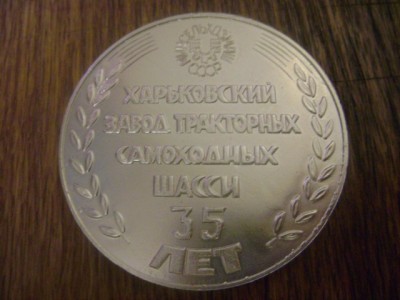 ХАРЬКОВСКИЙ
ЗАВОД ТРАКТОРНЫХ
САМОХОДНЫХ
ШАССИ
35
ЛЕТ